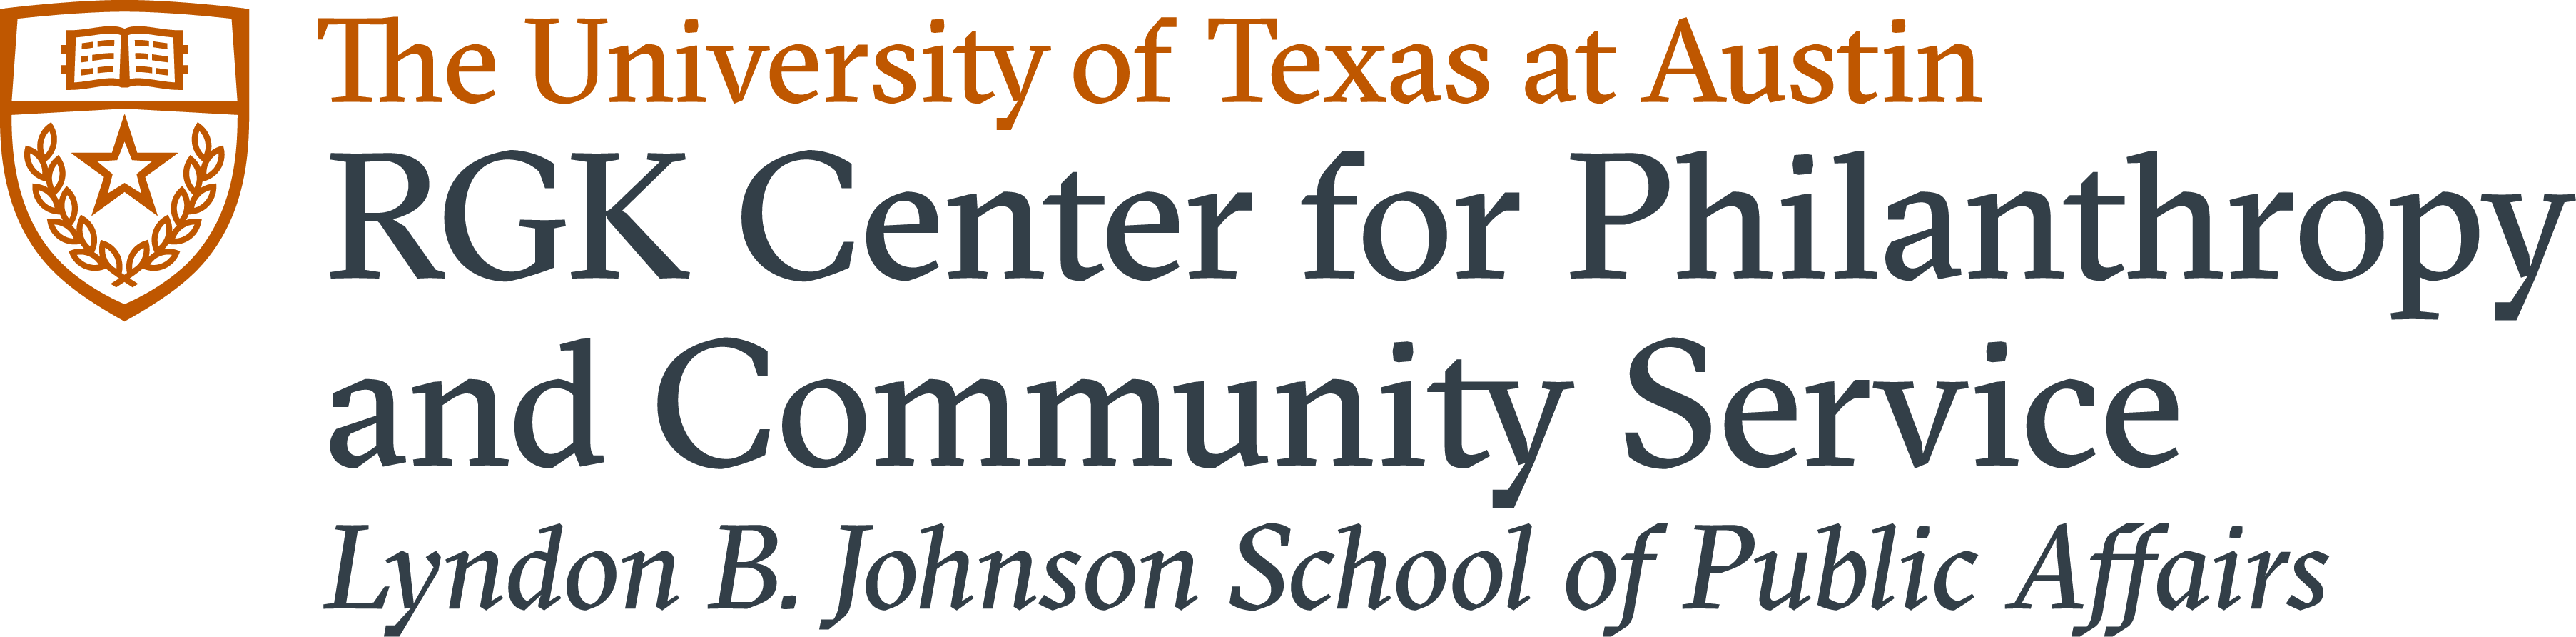 The University of Texas at Austin
RGK Center for Philanthropy
and Community Service
Lyndon B. Johnson School of Public Affairs